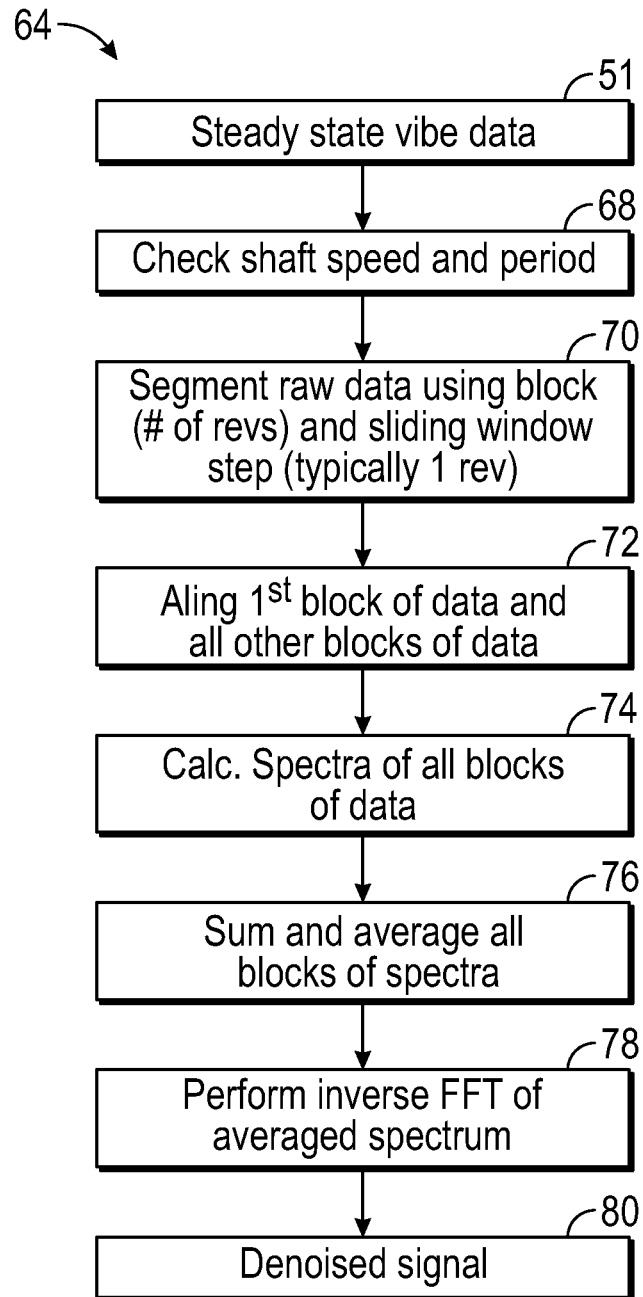 64
51
Steady state vibe data
68
Check shaft speed and period
70
Segment raw data using block
(# of revs) and sliding window
step (typically 1 rev)
72
Aling 1st block of data and
all other blocks of data
74
Calc. Spectra of all blocks
of data
76
Sum and average all
blocks of spectra
78
Perform inverse FFT of
averaged spectrum
80
Denoised signal